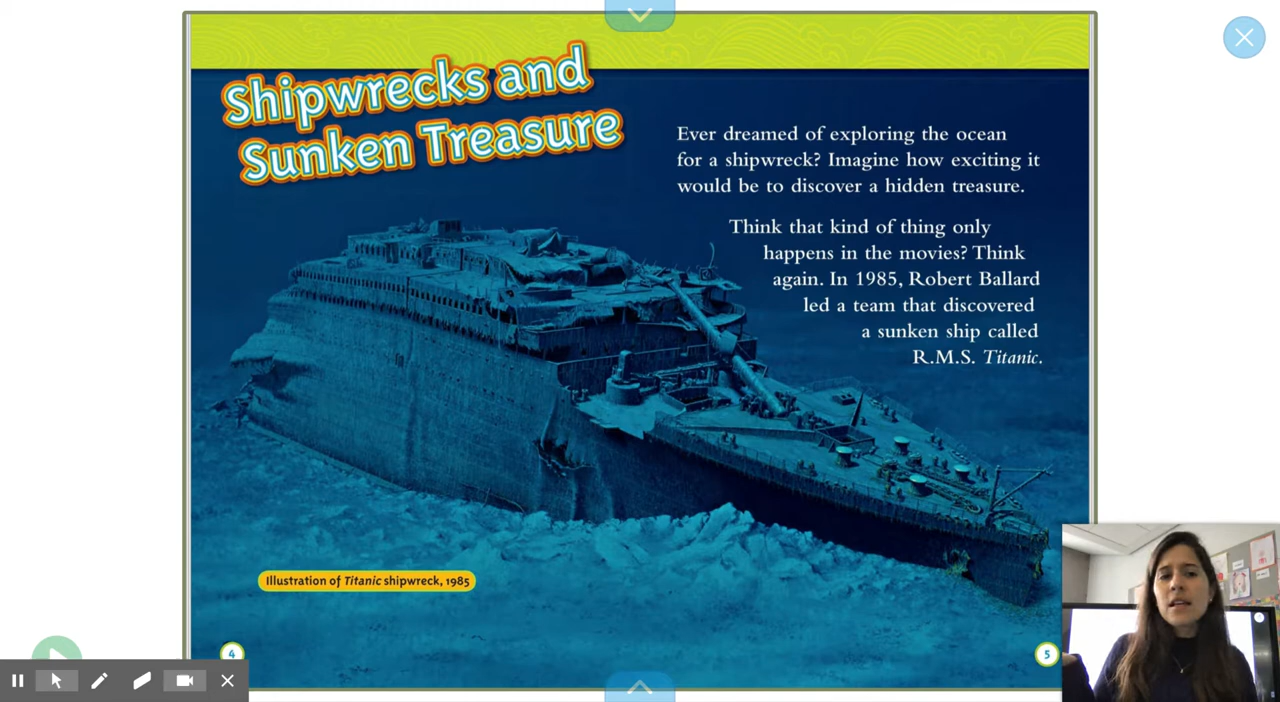 Shipwrecks and
Sunken Treasure
Ever dreamed of exploring the ocean
for a shipwreck? Imagine how exciting it
would be to discover a hidden treasure.
Think that kind of thing only
happens in the movies? Think
again. In 1985, Robert Ballard
led a team that discovered
a sunken ship called
R.M.S. Titanic.
Illustration of Titanic shipwreck, 1985
4
5